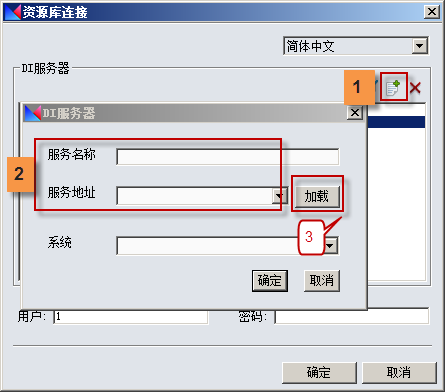 资源库连接
简体中文
DI服务器
1
DI服务器
2
服务名称
服务地址
加载
3
系统
确定 取消
用户: 1 密码:
确定 取消